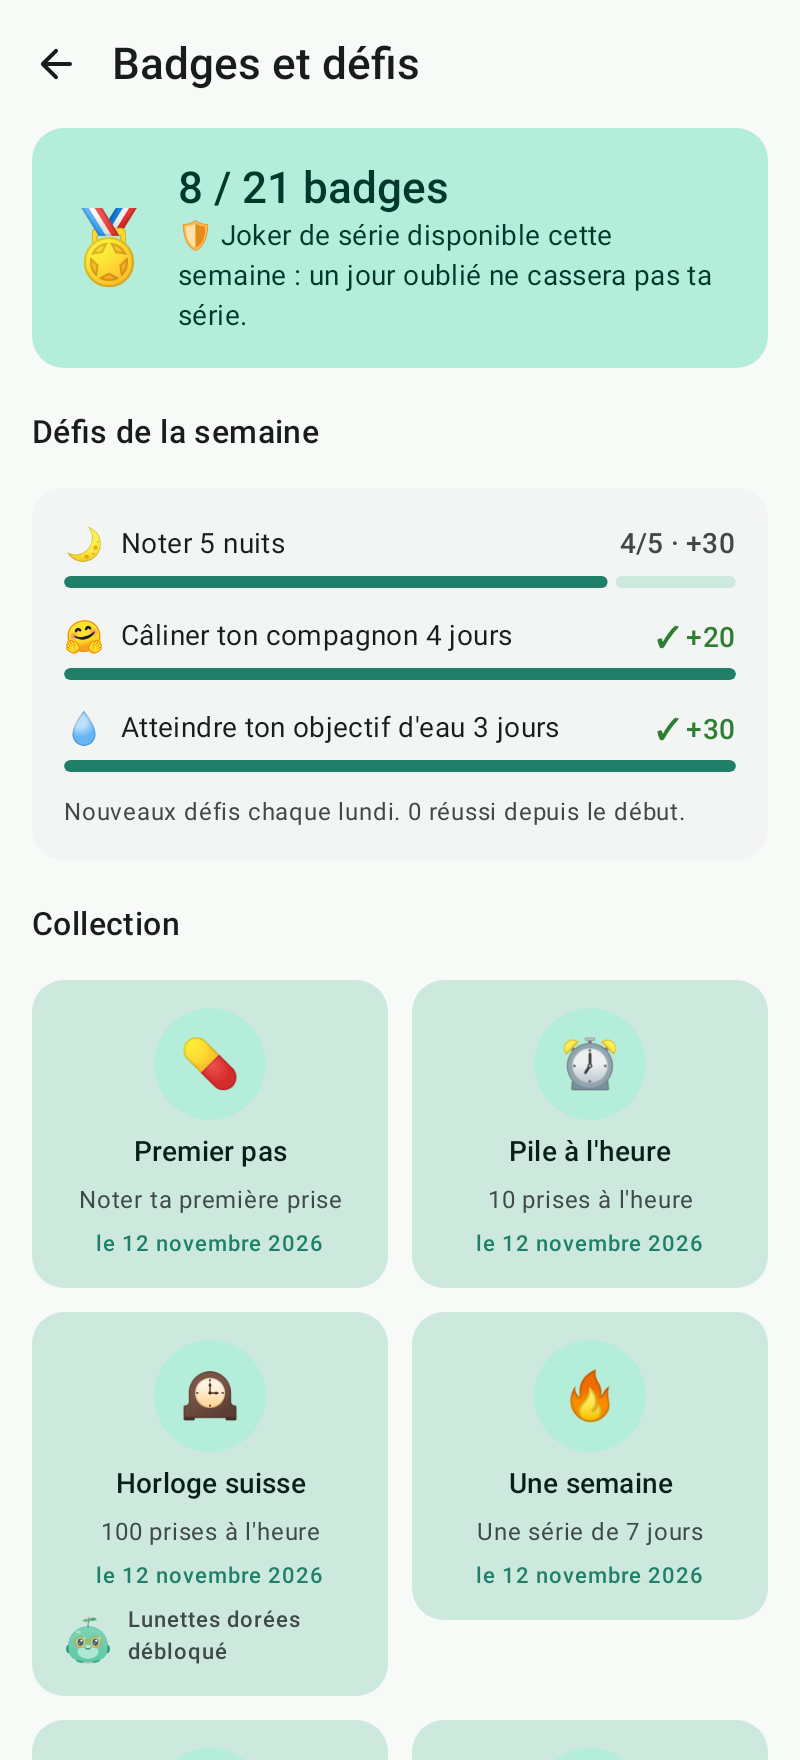 Badges et défis
8 / 21 badges
🛡️ Joker de série disponible cette
semaine : un jour oublié ne cassera pas ta
série.
Défis de la semaine
🌙 Noter 5 nuits 4/5 · +30
🤗 Câliner ton compagnon 4 jours ✓ +20
💧 Atteindre ton objectif d'eau 3 jours ✓ +30
Nouveaux défis chaque lundi. 0 réussi depuis le début.
Collection
Premier pas
Noter ta première prise
le 12 novembre 2026
Pile à l'heure
10 prises à l'heure
le 12 novembre 2026
Horloge suisse
100 prises à l'heure
le 12 novembre 2026
Lunettes dorées
débloqué
Une semaine
Une série de 7 jours
le 12 novembre 2026